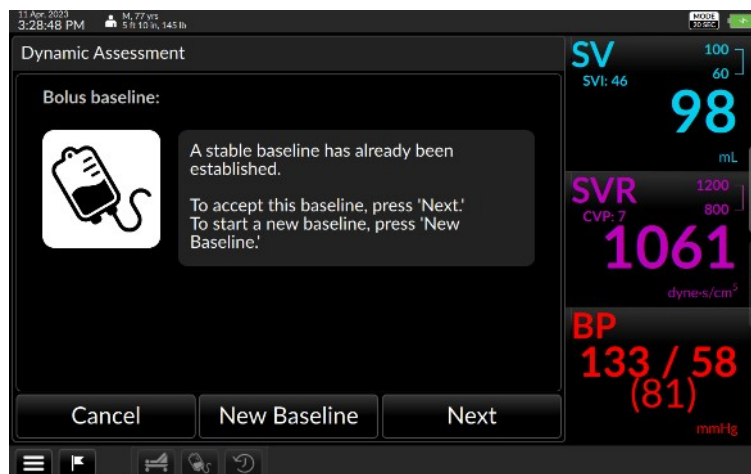 11 Apr. 2023
3:28:48 PM
M, 77 yrs
5 ft 10 in, 145 lb
MODE
20 SEC
Dynamic Assessment
Bolus baseline:
A stable baseline has already been
established.
To accept this baseline, press 'Next.'
To start a new baseline, press 'New
Baseline.'
Cancel
New Baseline
Next
SV
SVI: 46
100
60
98
mL
SVR
CVP: 7
1200
800
1061
dyne-s/cm⁵
BP
133 / 58
(81)
mmHg